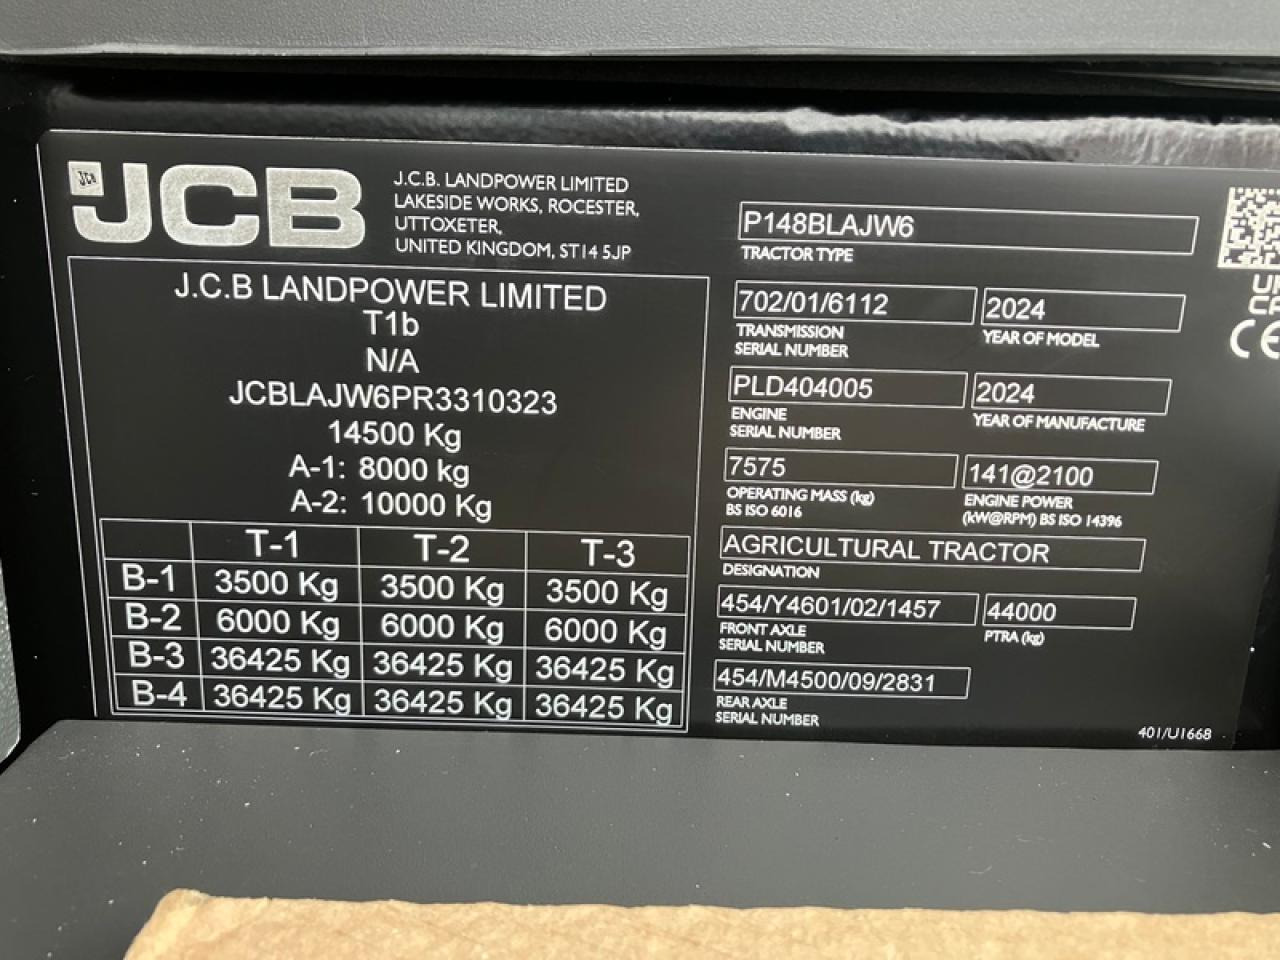 JCB
JCB
J.C.B. LANDPOWER LIMITED
LAKESIDE WORKS, ROCESTER,
UTTOXETER,
UNITED KINGDOM, ST14 5JP
J.C.B LANDPOWER LIMITED
T1b
N/A
JCBLAJW6PR3310323
14500 Kg
A-1: 8000 kg
A-2: 10000 Kg
T-1 T-2 T-3
B-1 3500 Kg 3500 Kg 3500 Kg
B-2 6000 Kg 6000 Kg 6000 Kg
B-3 36425 Kg 36425 Kg 36425 Kg
B-4 36425 Kg 36425 Kg 36425 Kg
P148BLAJW6
TRACTOR TYPE
702/01/6112 2024
TRANSMISSION
SERIAL NUMBER
YEAR OF MODEL
PLD404005 2024
ENGINE
SERIAL NUMBER
YEAR OF MANUFACTURE
7575 141@2100
OPERATING MASS (kg)
BS ISO 6016
ENGINE POWER
(kW@RPM) BS ISO 14396
AGRICULTURAL TRACTOR
DESIGNATION
454/Y4601/02/1457 44000
FRONT AXLE
SERIAL NUMBER
PTRA (kg)
454/M4500/09/2831
REAR AXLE
SERIAL NUMBER
401/U1668
CE